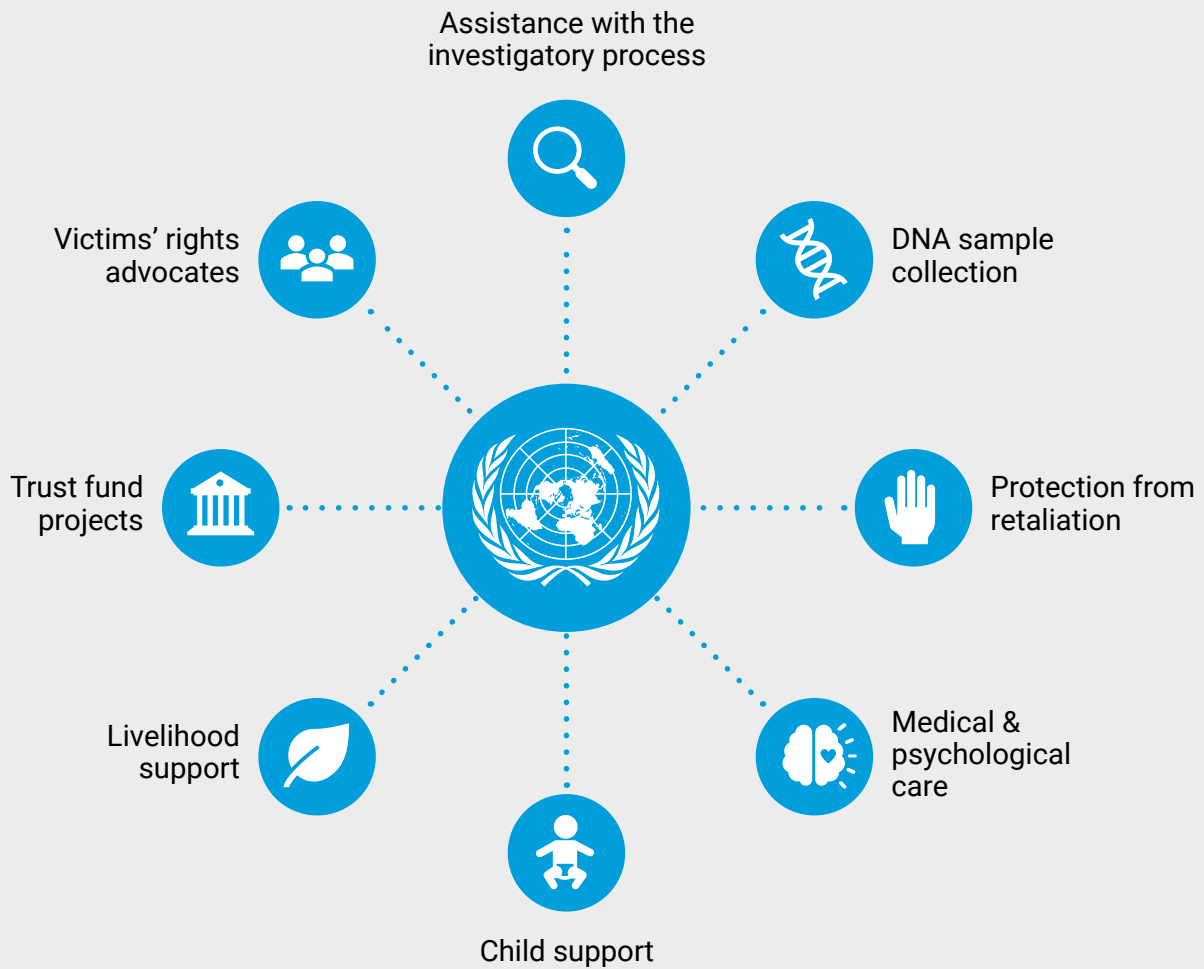 Assistance with the
investigatory process
Victims’ rights
advocates
DNA sample
collection
Trust fund
projects
Protection from
retaliation
Livelihood
support
Medical &
psychological
care
Child support